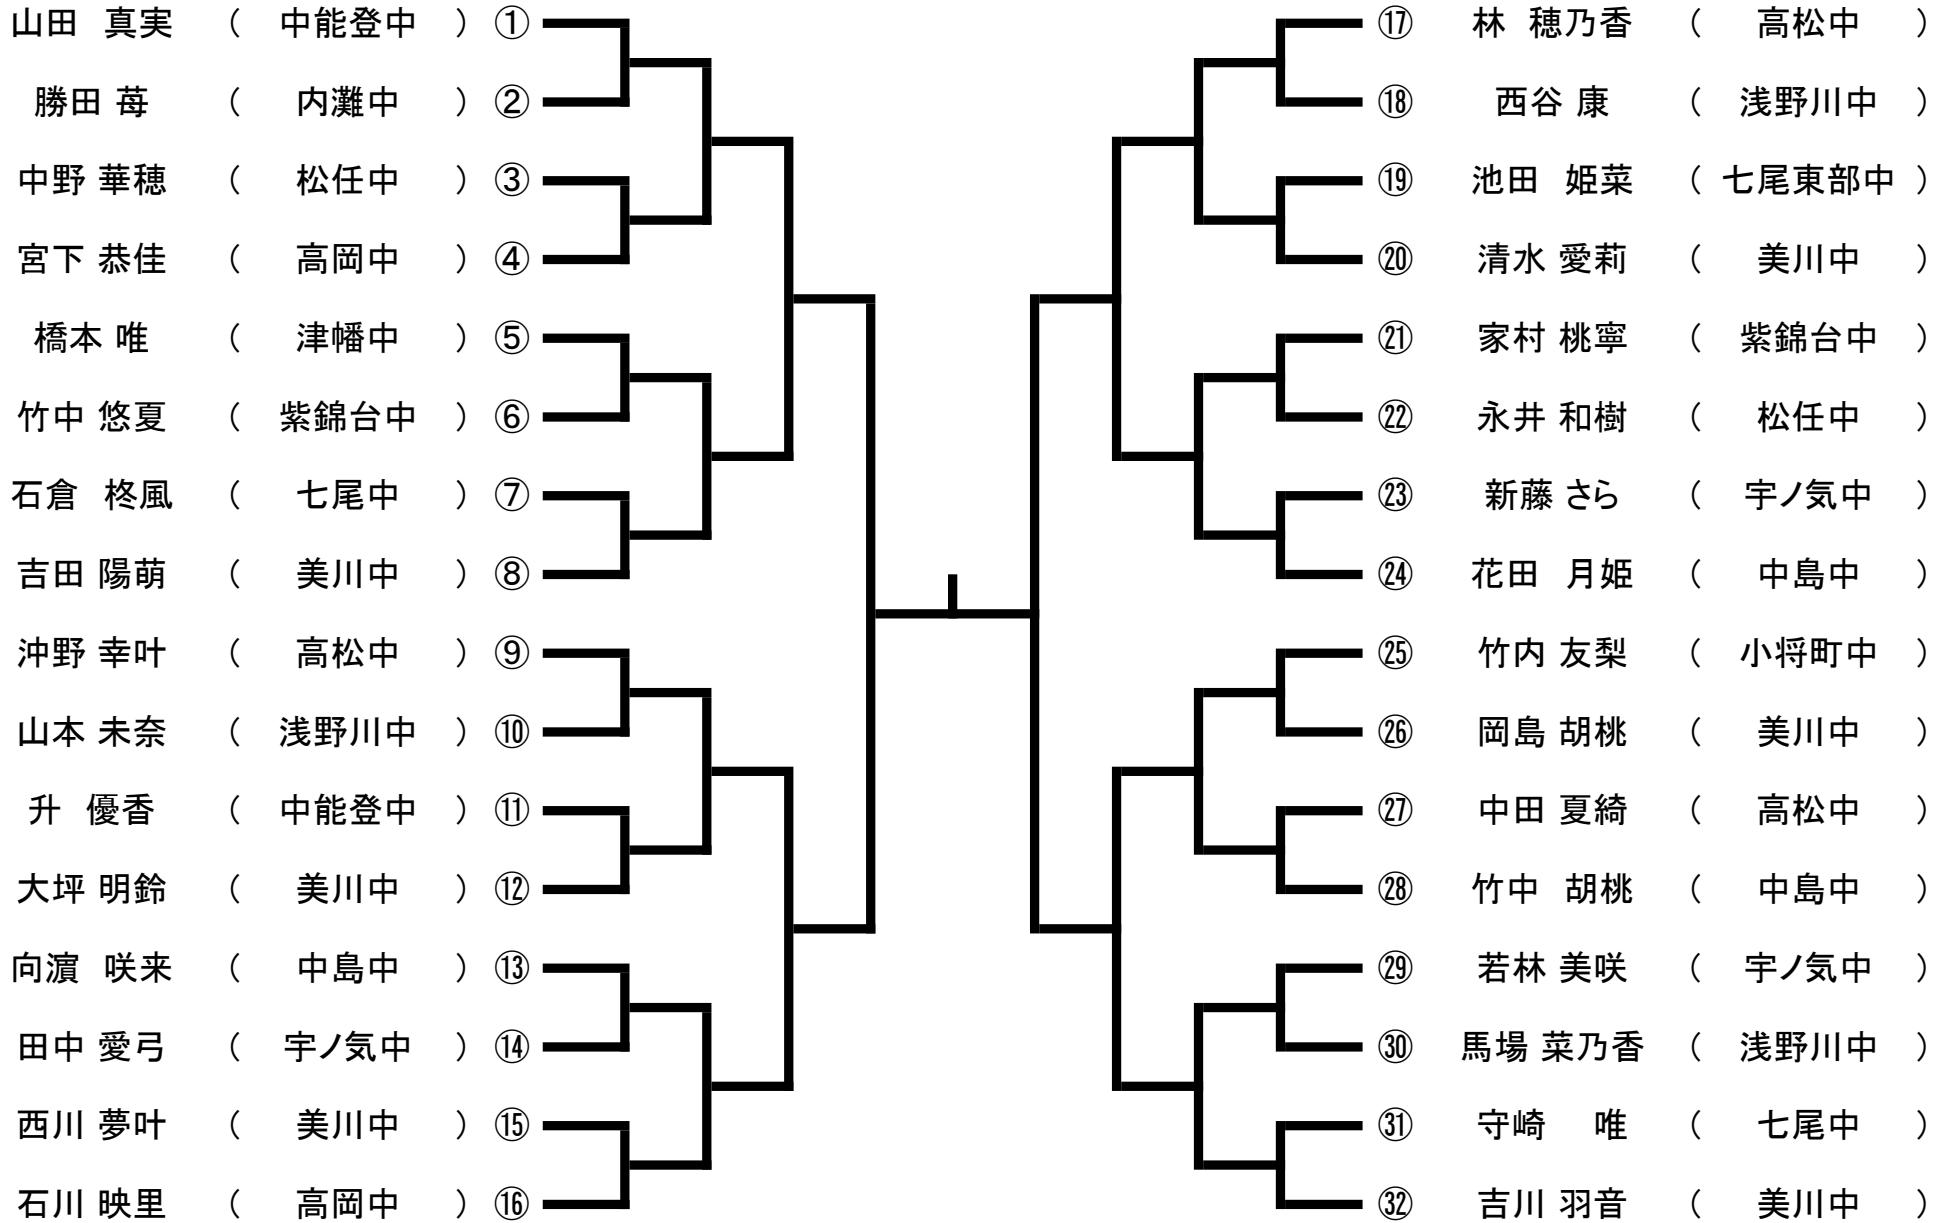 山田 真実 ( 中能登中 ) ① ⑰ 林 穂乃香 ( 高松中 )
勝田 苺 ( 内灘中 ) ② ⑱ 西谷 康 ( 浅野川中 )
中野 華穂 ( 松任中 ) ③ ⑲ 池田 姫菜 ( 七尾東部中 )
宮下 恭佳 ( 高岡中 ) ④ ⑳ 清水 愛莉 ( 美川中 )
橋本 唯 ( 津幡中 ) ⑤ ㉑ 家村 桃寧 ( 紫錦台中 )
竹中 悠夏 ( 紫錦台中 ) ⑥ ㉒ 永井 和樹 ( 松任中 )
石倉 柊風 ( 七尾中 ) ⑦ ㉓ 新藤 さら ( 宇ノ気中 )
吉田 陽萌 ( 美川中 ) ⑧ ㉔ 花田 月姫 ( 中島中 )
沖野 幸叶 ( 高松中 ) ⑨ ㉕ 竹内 友梨 ( 小将町中 )
山本 未奈 ( 浅野川中 ) ⑩ ㉖ 岡島 胡桃 ( 美川中 )
升 優香 ( 中能登中 ) ⑪ ㉗ 中田 夏綺 ( 高松中 )
大坪 明鈴 ( 美川中 ) ⑫ ㉘ 竹中 胡桃 ( 中島中 )
向濵 咲来 ( 中島中 ) ⑬ ㉙ 若林 美咲 ( 宇ノ気中 )
田中 愛弓 ( 宇ノ気中 ) ⑭ ㉚ 馬場 菜乃香 ( 浅野川中 )
西川 夢叶 ( 美川中 ) ⑮ ㉛ 守崎 唯 ( 七尾中 )
石川 映里 ( 高岡中 ) ⑯ ㉜ 吉川 羽音 ( 美川中 )